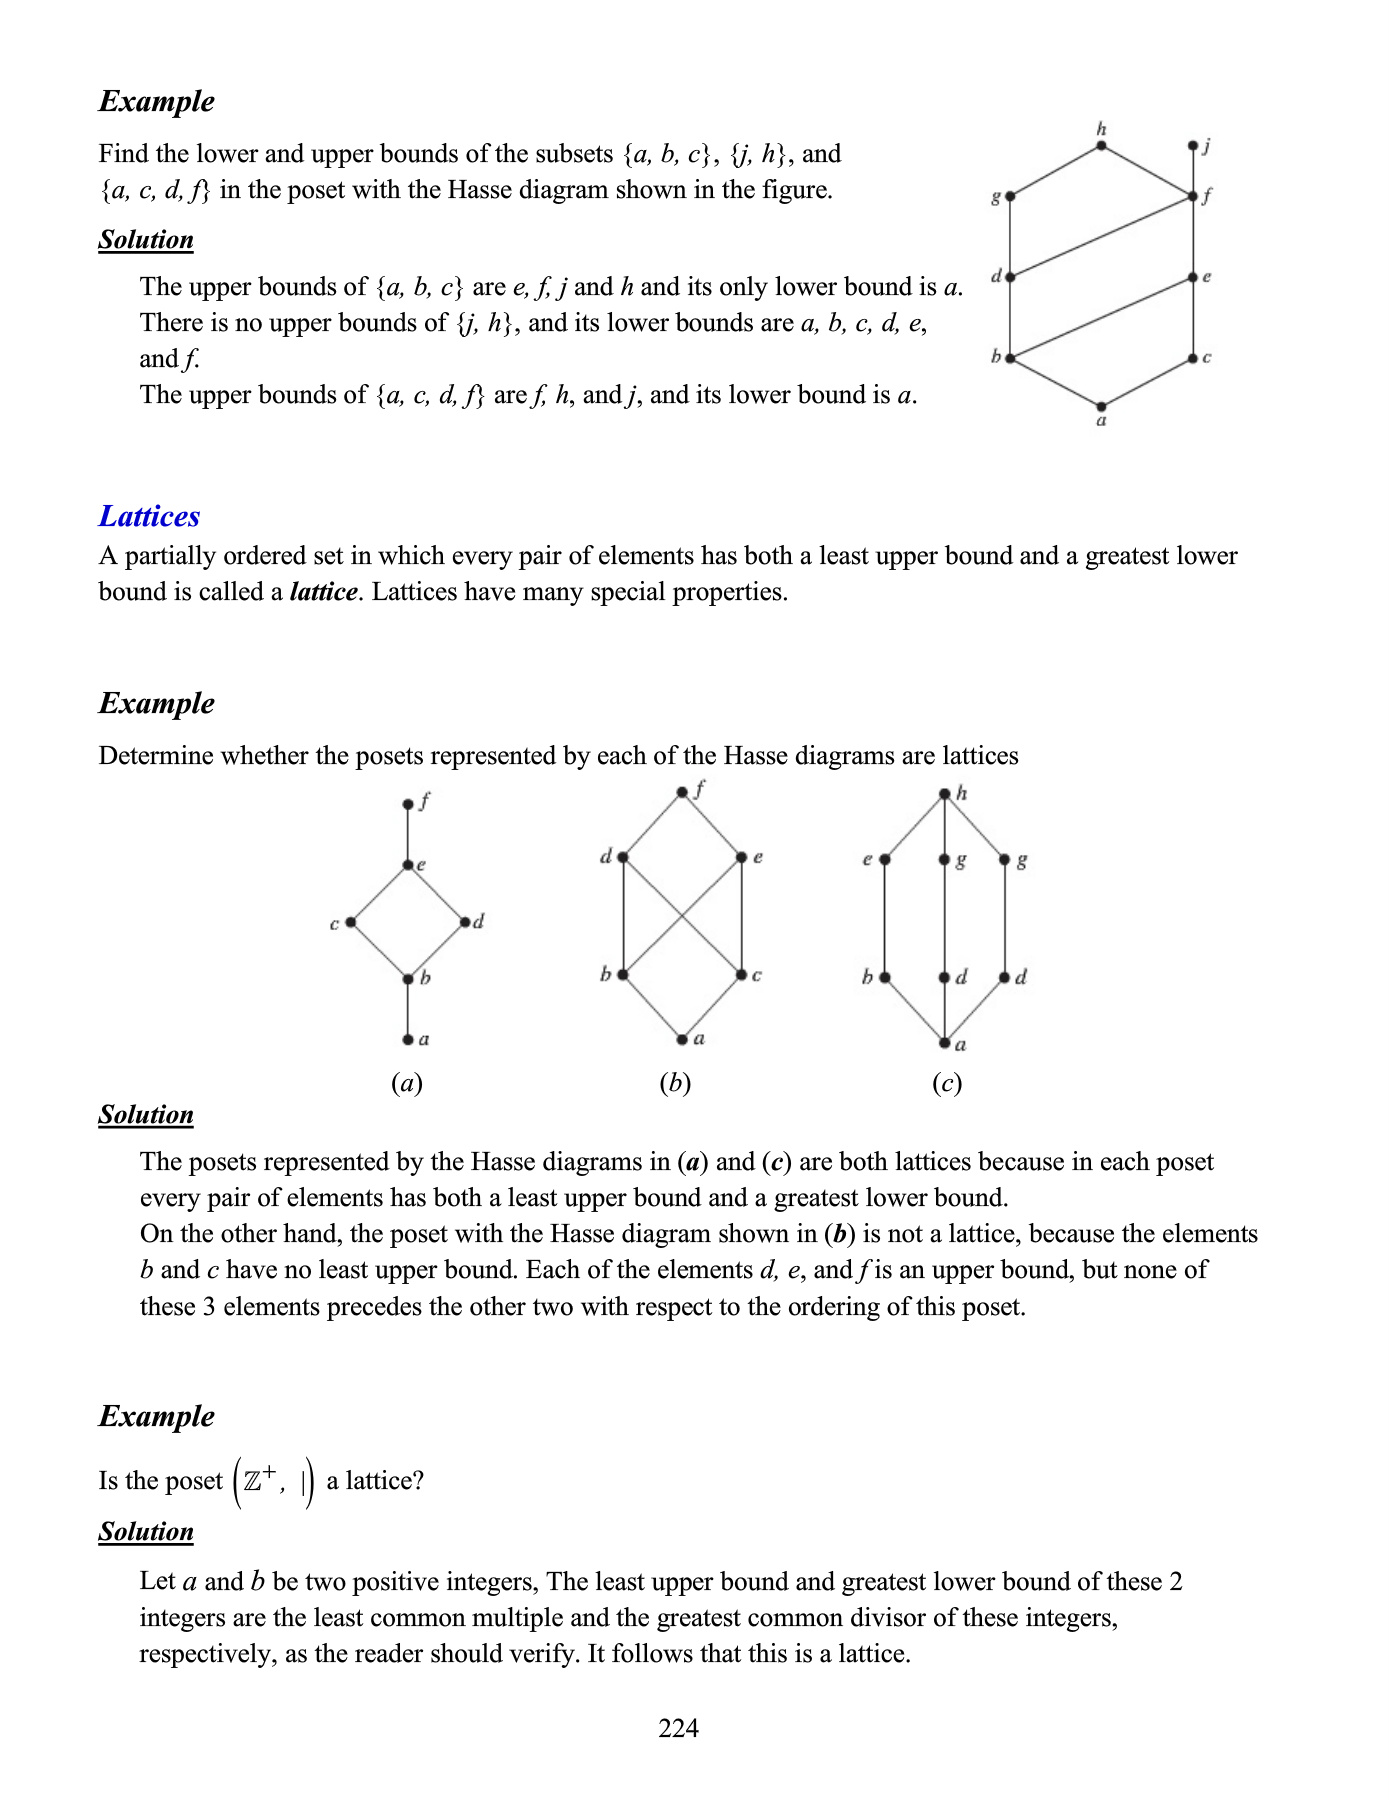 Example
Find the lower and upper bounds of the subsets {a, b, c}, {j, h}, and
{a, c, d, f} in the poset with the Hasse diagram shown in the figure.
h
j
g
f
d
e
b
c
a
Solution
The upper bounds of {a, b, c} are e, f, j and h and its only lower bound is a.
There is no upper bounds of {j, h}, and its lower bounds are a, b, c, d, e,
and f.
The upper bounds of {a, c, d, f} are f, h, and j, and its lower bound is a.
Lattices
A partially ordered set in which every pair of elements has both a least upper bound and a greatest lower
bound is called a lattice. Lattices have many special properties.
Example
Determine whether the posets represented by each of the Hasse diagrams are lattices
f
e
c
d
b
a
(a)
f
d
e
b
c
a
(b)
h
e
g
g
b
d
d
a
(c)
Solution
The posets represented by the Hasse diagrams in (a) and (c) are both lattices because in each poset
every pair of elements has both a least upper bound and a greatest lower bound.
On the other hand, the poset with the Hasse diagram shown in (b) is not a lattice, because the elements
b and c have no least upper bound. Each of the elements d, e, and f is an upper bound, but none of
these 3 elements precedes the other two with respect to the ordering of this poset.
Example
Is the poset (ℤ⁺, |) a lattice?
Solution
Let a and b be two positive integers, The least upper bound and greatest lower bound of these 2
integers are the least common multiple and the greatest common divisor of these integers,
respectively, as the reader should verify. It follows that this is a lattice.
224